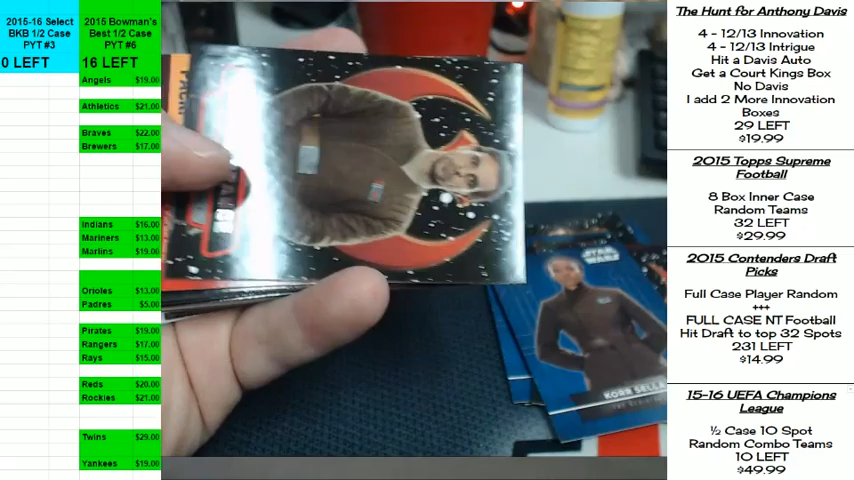 2015-16 Select
BKB 1/2 Case
PYT #3
0 LEFT
2015 Bowman's
Best 1/2 Case
PYT #6
16 LEFT
Angels $19.00
Athletics $21.00
Braves $22.00
Brewers $17.00
Indians $16.00
Mariners $13.00
Marlins $19.00
Orioles $13.00
Padres $5.00
Pirates $19.00
Rangers $17.00
Rays $15.00
Reds $20.00
Rockies $21.00
Twins $29.00
Yankees $19.00
STAR
WARS
KORR SELLA
The Hunt for Anthony Davis
4 - 12/13 Innovation
4 - 12/13 Intrigue
Hit a Davis Auto
Get a Court Kings Box
No Davis
I add 2 More Innovation
Boxes
29 LEFT
$19.99
2015 Topps Supreme
Football
8 Box Inner Case
Random Teams
32 LEFT
$29.99
2015 Contenders Draft
Picks
Full Case Player Random
+++
FULL CASE NT Football
Hit Draft to top 32 Spots
231 LEFT
$14.99
15-16 UEFA Champions
League
½ Case 10 Spot
Random Combo Teams
10 LEFT
$49.99